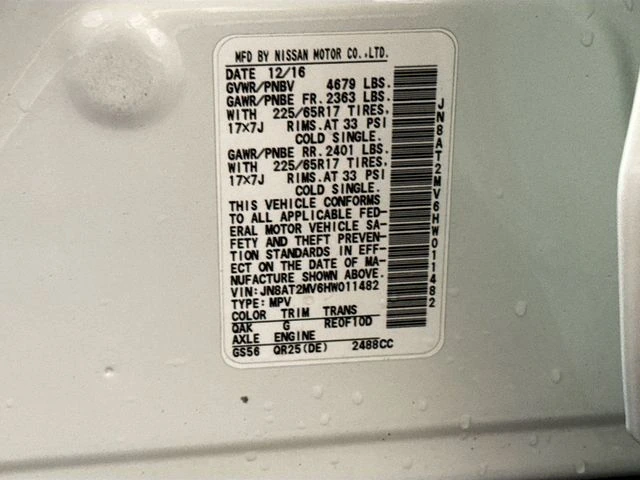 MFD BY NISSAN MOTOR CO.,LTD.
DATE 12/16
GVWR/PNBV 4679 LBS.
GAWR/PNBE FR. 2363 LBS.
WITH 225/65R17 TIRES,
17×7J RIMS, AT 33 PSI
COLD SINGLE.
GAWR/PNBE RR. 2401 LBS.
WITH 225/65R17 TIRES,
17×7J RIMS, AT 33 PSI
COLD SINGLE.
THIS VEHICLE CONFORMS
TO ALL APPLICABLE FED-
ERAL MOTOR VEHICLE SA-
FETY AND THEFT PREVEN-
TION STANDARDS IN EFF-
ECT ON THE DATE OF MA-
NUFACTURE SHOWN ABOVE.
VIN: JN8AT2MV6HW011482
TYPE: MPV
COLOR TRIM TRANS
QAK G RE0F10D
AXLE ENGINE
GS56 QR25(DE) 2488CC
JN8AT2MV6HW011482